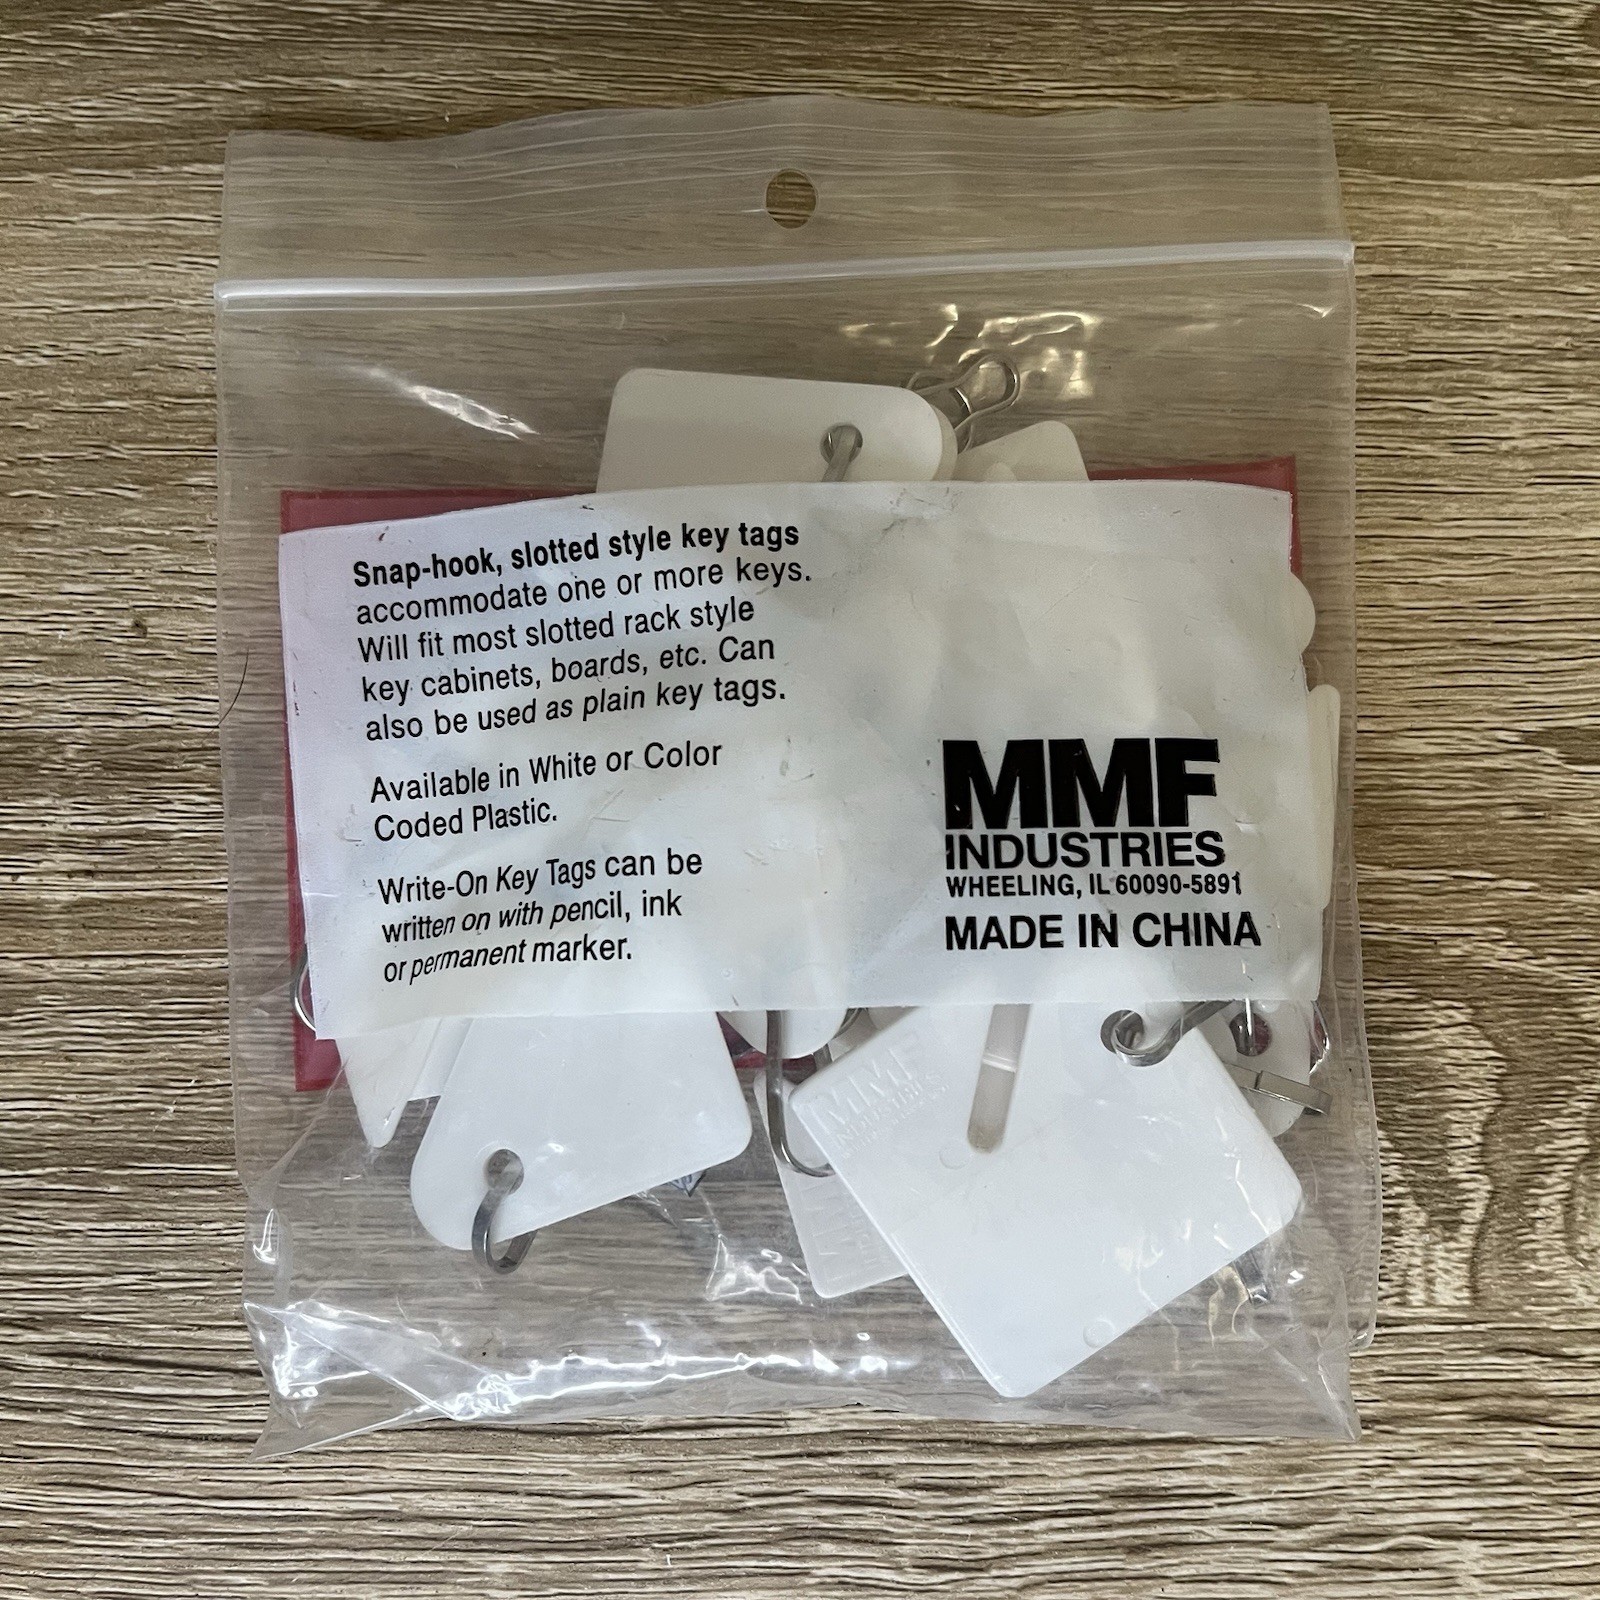 Snap-hook, slotted style key tags
accommodate one or more keys.
Will fit most slotted rack style
key cabinets, boards, etc. Can
also be used as plain key tags.
Available in White or Color
Coded Plastic.
Write-On Key Tags can be
written on with pencil, ink
or permanent marker.
MMF
INDUSTRIES
WHEELING, IL 60090-5891
MADE IN CHINA
MMF
INDUSTRIES